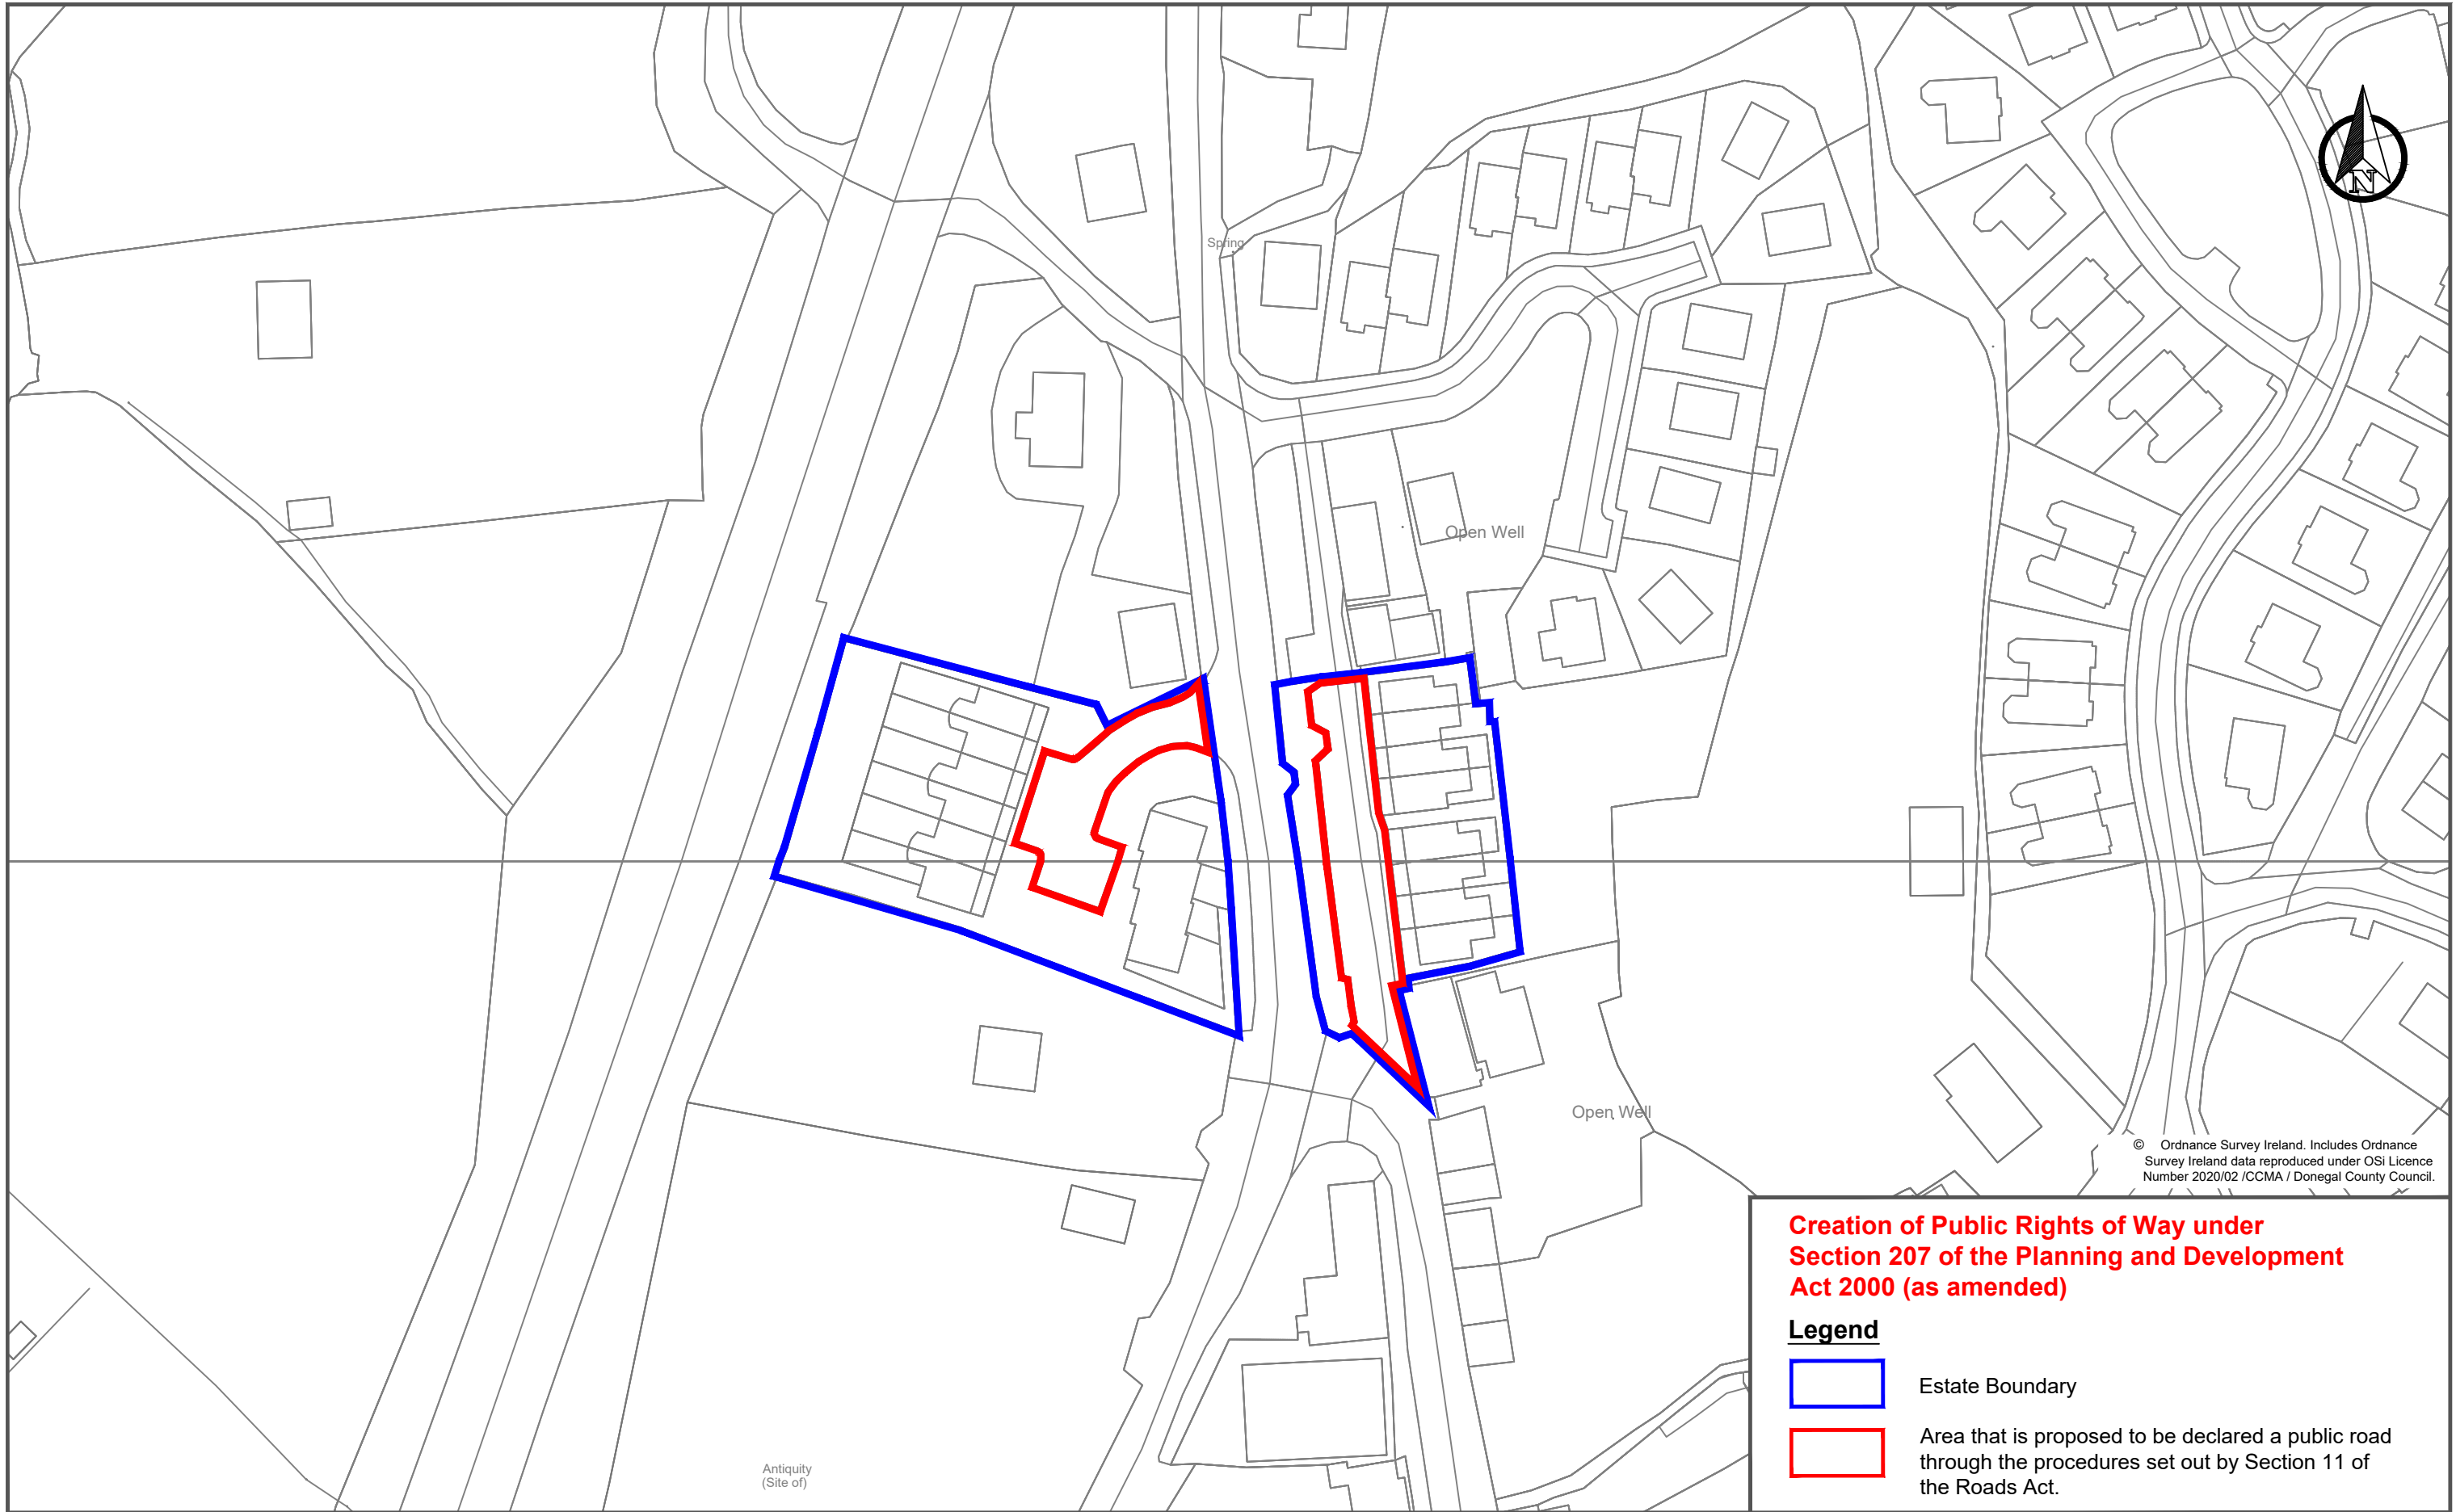 N
Spring
Open Well
Open Well
© Ordnance Survey Ireland. Includes Ordnance
Survey Ireland data reproduced under OSi Licence
Number 2020/02 /CCMA / Donegal County Council.
Creation of Public Rights of Way under
Section 207 of the Planning and Development
Act 2000 (as amended)
Legend
Estate Boundary
Area that is proposed to be declared a public road
through the procedures set out by Section 11 of
the Roads Act.
Antiquity
(Site of)